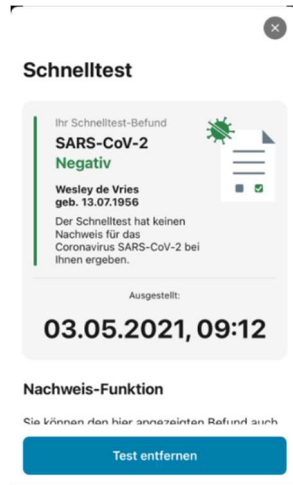 Schnelltest
Ihr Schnelltest-Befund
SARS-CoV-2
Negativ
Wesley de Vries
geb. 13.07.1956
Der Schnelltest hat keinen
Nachweis für das
Coronavirus SARS-CoV-2 bei
Ihnen ergeben.
Ausgestellt:
03.05.2021, 09:12
Nachweis-Funktion
Sie können den hier angezeigten Befund auch
Test entfernen